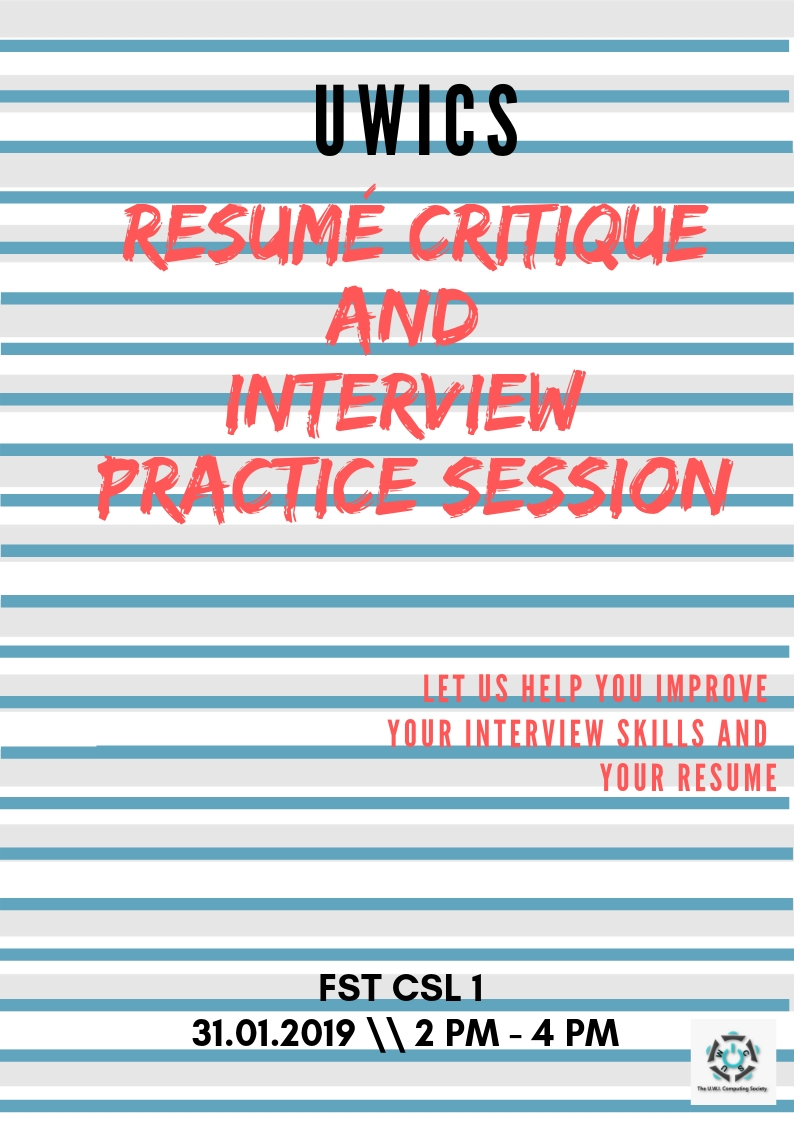 UWICS
RESUMÉ CRITIQUE
AND
INTERVIEW
PRACTICE SESSION
LET US HELP YOU IMPROVE
YOUR INTERVIEW SKILLS AND
YOUR RESUME
FST CSL 1
31.01.2019 \\ 2 PM - 4 PM
U W I C S
The U.W.I. Computing Society